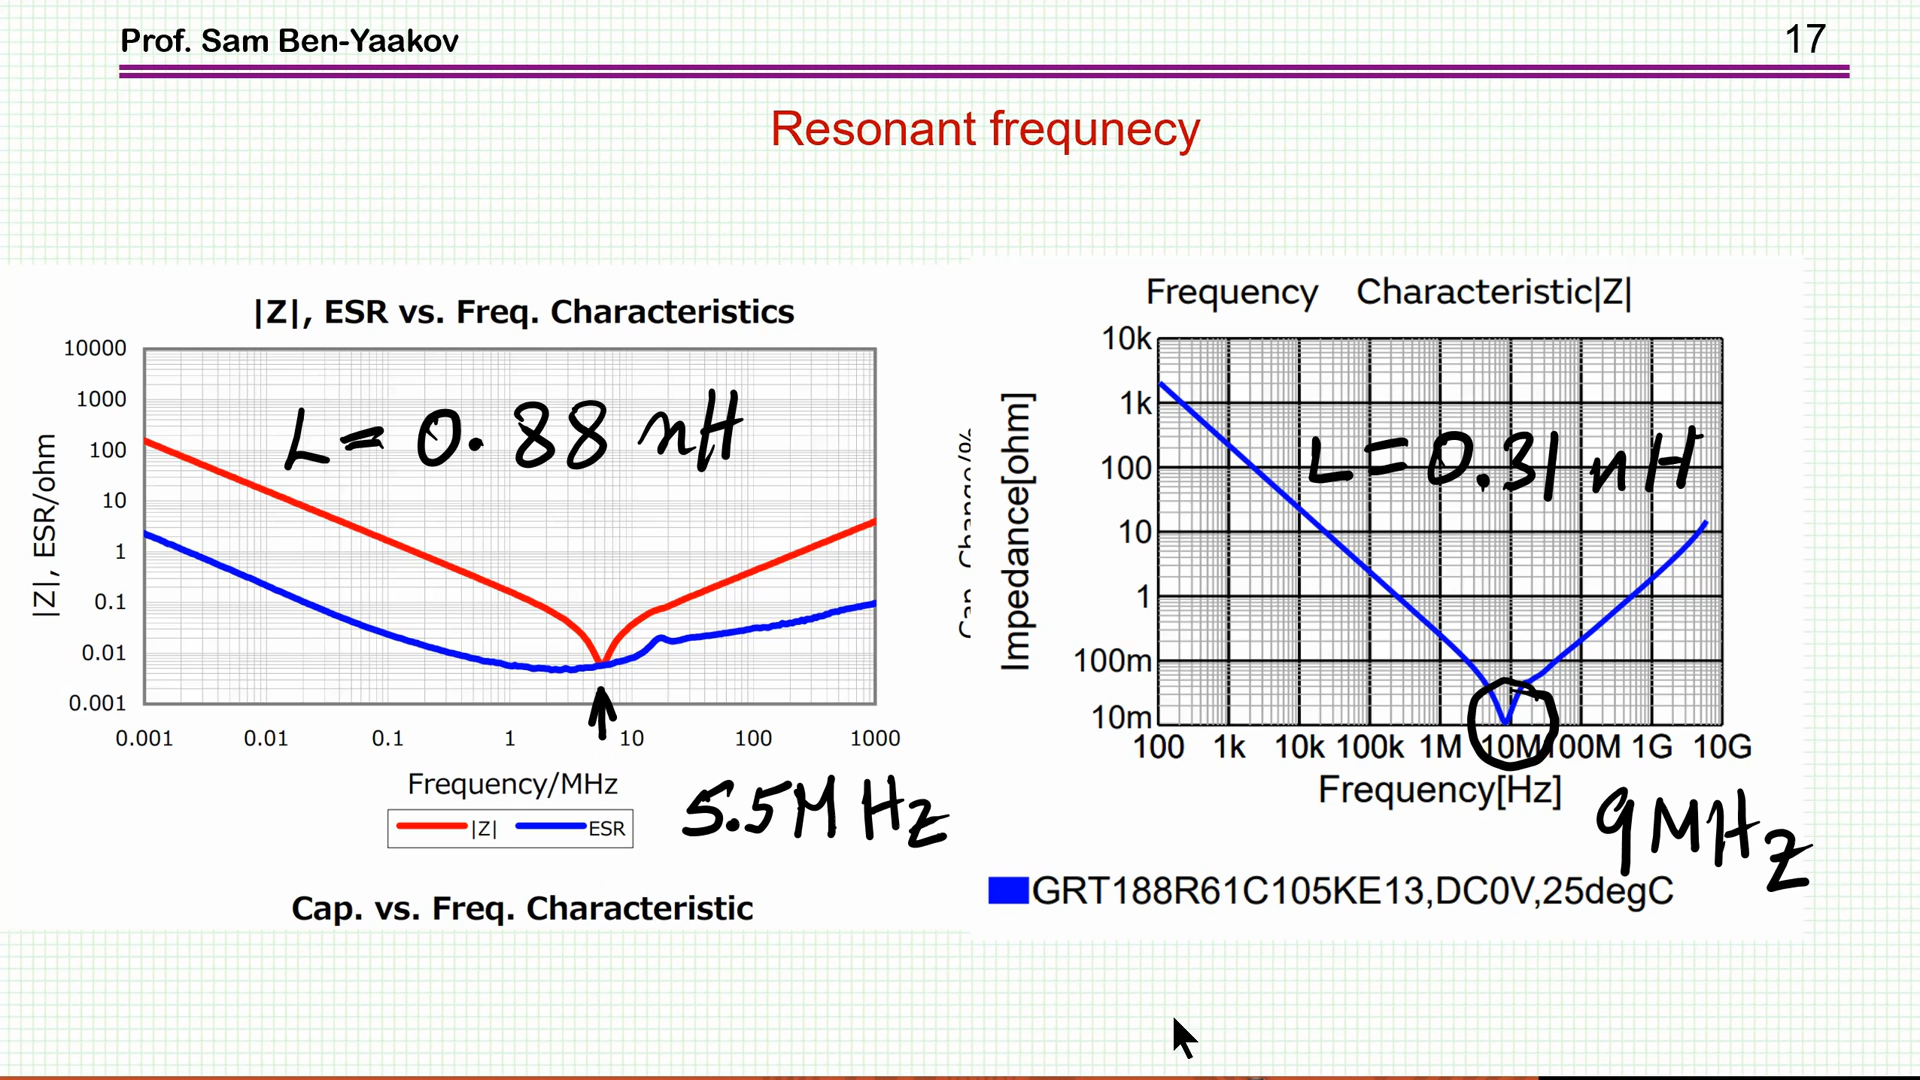 Prof. Sam Ben-Yaakov
17
Resonant frequnecy
|Z|, ESR vs. Freq. Characteristics
|Z|, ESR/ohm
10000
1000
100
10
1
0.1
0.01
0.001
L = 0.88 nH
0.001 0.01 0.1 1 10 100 1000
Frequency/MHz
|Z| ESR
5.5MHz
Cap. vs. Freq. Characteristic
Cap. Change/%
Frequency Characteristic|Z|
Impedance[ohm]
10k
1k
100
10
1
100m
10m
L = 0.31 nH
100 1k 10k 100k 1M 10M 100M 1G 10G
Frequency[Hz]
9MHz
GRT188R61C105KE13,DC0V,25degC